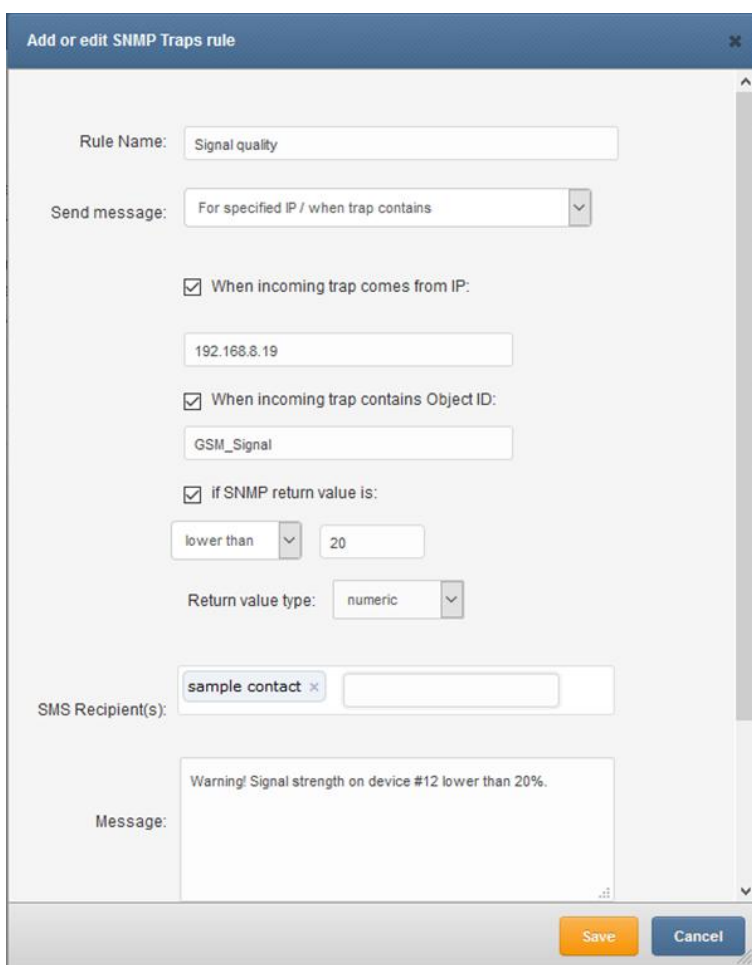 Add or edit SNMP Traps rule
Rule Name: Signal quality
Send message: For specified IP / when trap contains
When incoming trap comes from IP:
192.168.8.19
When incoming trap contains Object ID:
GSM_Signal
if SNMP return value is:
lower than 20
Return value type: numeric
SMS Recipient(s): sample contact ×
Message: Warning! Signal strength on device #12 lower than 20%.
Save Cancel